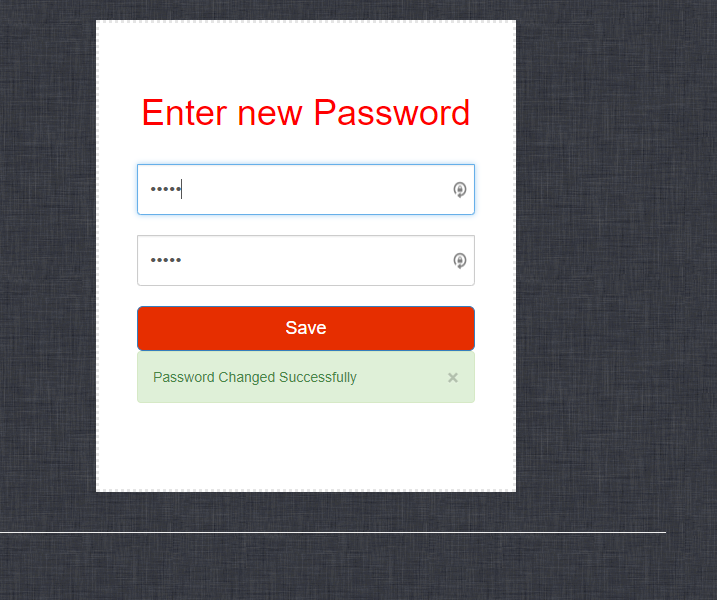 Enter new Password
•••••
•••••
Save
Password Changed Successfully ×